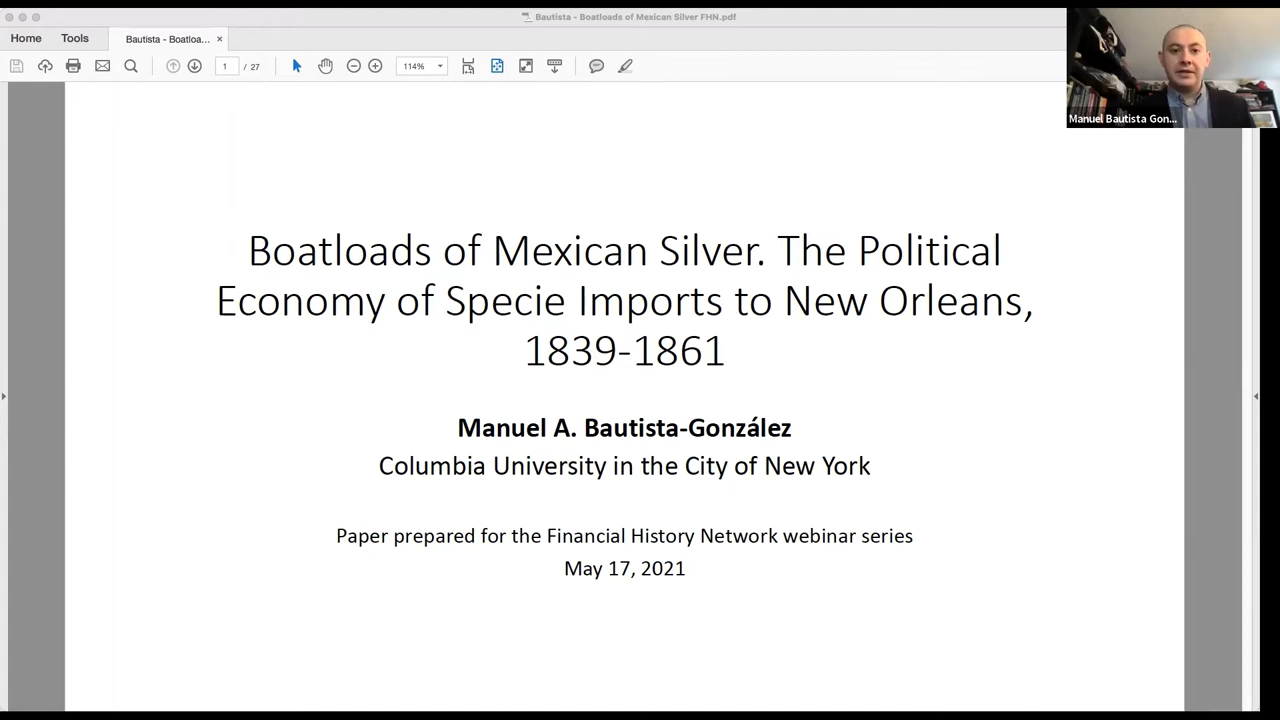 Bautista - Boatloads of Mexican Silver FHN.pdf
Home
Tools
Bautista - Boatloa... ×
1 / 27
114%
Manuel Bautista Gon...
Boatloads of Mexican Silver. The Political
Economy of Specie Imports to New Orleans,
1839-1861
Manuel A. Bautista-González
Columbia University in the City of New York
Paper prepared for the Financial History Network webinar series
May 17, 2021